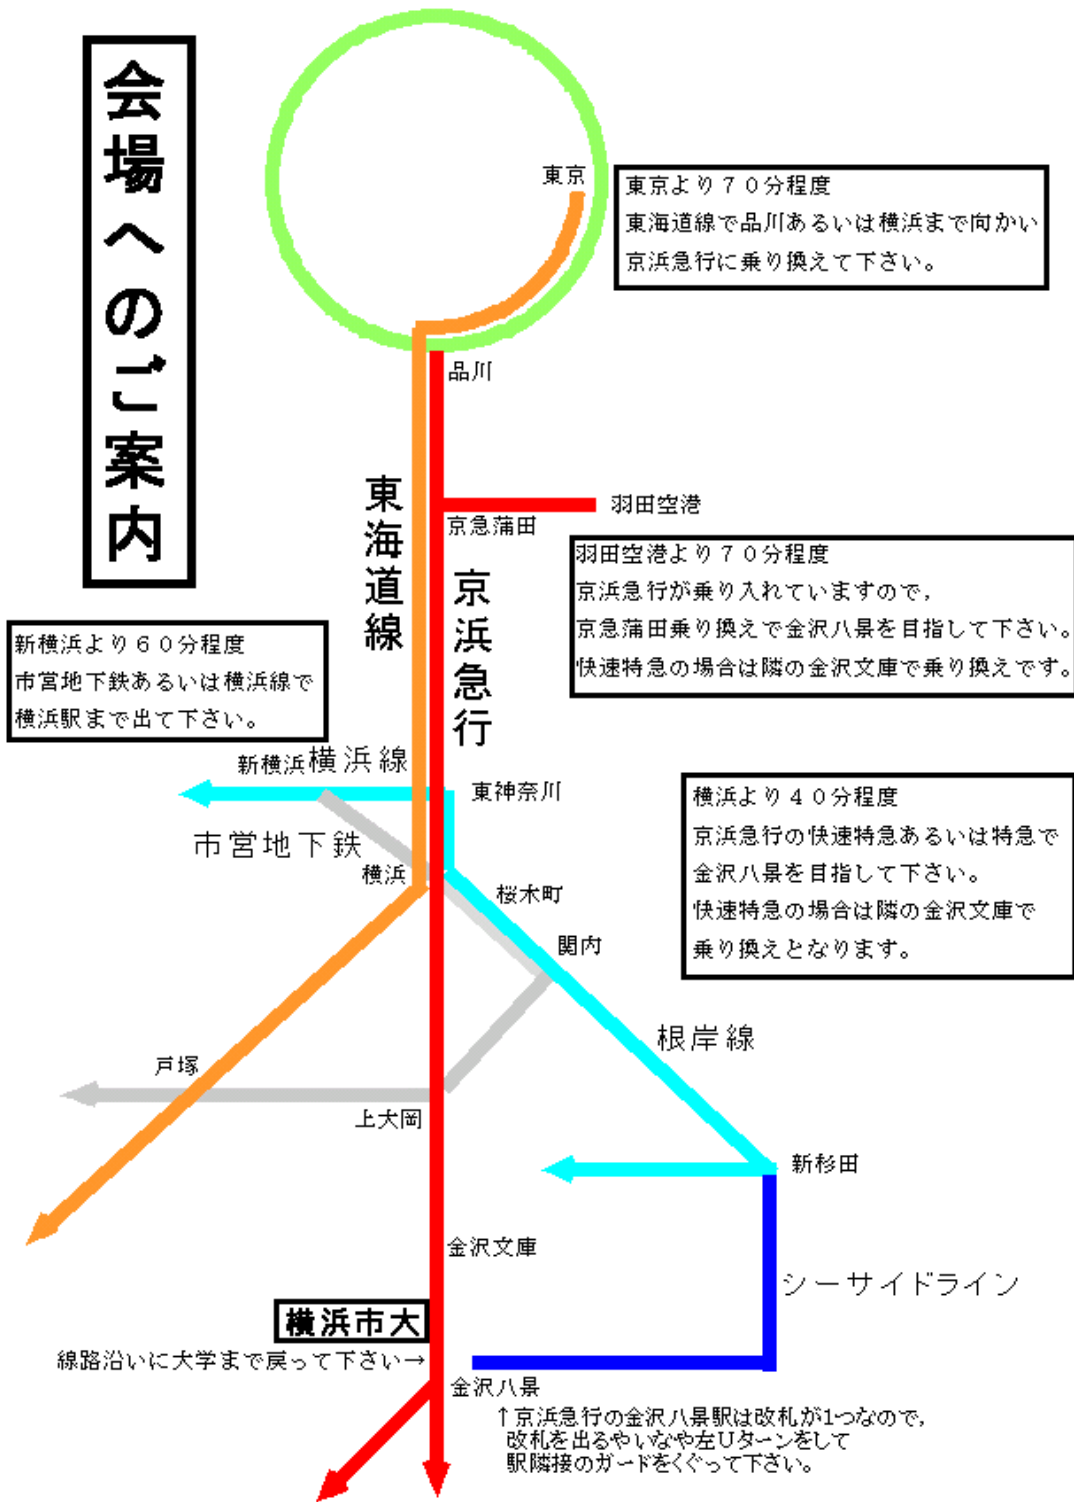 会場へのご案内
東京
東京より７０分程度
東海道線で品川あるいは横浜まで向かい
京浜急行に乗り換えて下さい。
品川
東海道線
京急蒲田
羽田空港
羽田空港より７０分程度
京浜急行が乗り入れていますので，
京急蒲田乗り換えで金沢八景を目指して下さい。
快速特急の場合は隣の金沢文庫で乗り換えです。
京浜急行
新横浜より６０分程度
市営地下鉄あるいは横浜線で
横浜駅まで出て下さい。
新横浜
横浜線
東神奈川
市営地下鉄
横浜
横浜より４０分程度
京浜急行の快速特急あるいは特急で
金沢八景を目指して下さい。
快速特急の場合は隣の金沢文庫で
乗り換えとなります。
桜木町
関内
根岸線
戸塚
上大岡
新杉田
金沢文庫
シーサイドライン
横浜市大
線路沿いに大学まで戻って下さい→
金沢八景
↑京浜急行の金沢八景駅は改札が1つなので，
改札を出るやいなや左Uターンをして
駅隣接のガードをくぐって下さい。